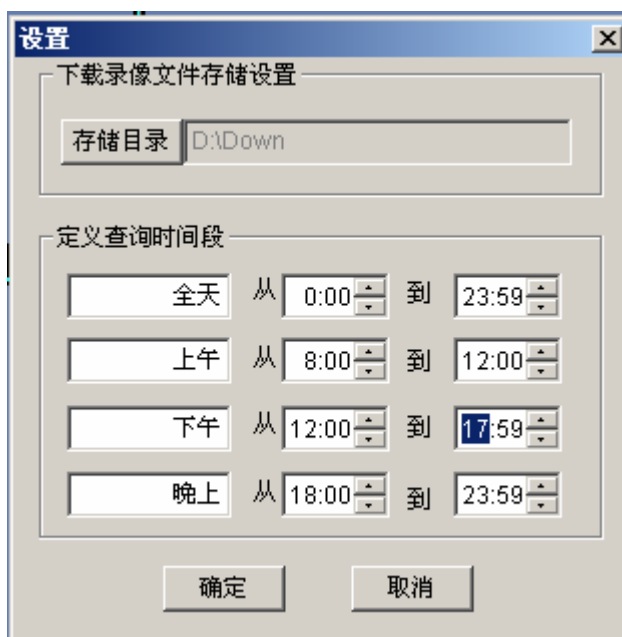 设置
下载录像文件存储设置
存储目录 D:\Down
定义查询时间段
全天 从 0:00 到 23:59
上午 从 8:00 到 12:00
下午 从 12:00 到 17:59
晚上 从 18:00 到 23:59
确定 取消